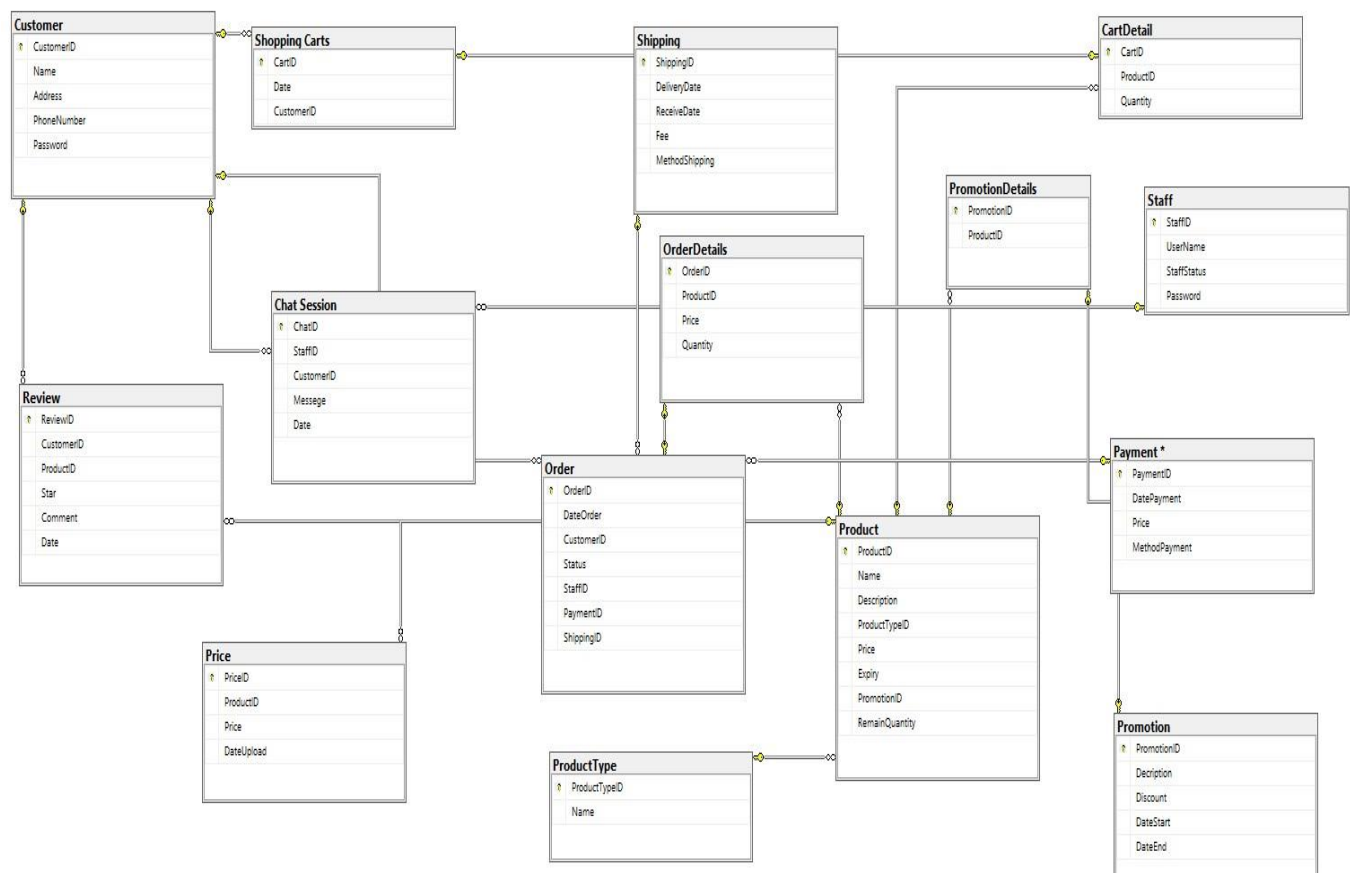 Customer
CustomerID
Name
Address
PhoneNumber
Password
Shopping Carts
CartID
Date
CustomerID
Shipping
ShippingID
DeliveryDate
ReceiveDate
Fee
MethodShipping
CartDetail
CartID
ProductID
Quantity
PromotionDetails
PromotionID
ProductID
Staff
StaffID
UserName
StaffStatus
Password
OrderDetails
OrderID
ProductID
Price
Quantity
Chat Session
ChatID
StaffID
CustomerID
Messege
Date
Review
ReviewID
CustomerID
ProductID
Star
Comment
Date
Order
OrderID
DateOrder
CustomerID
Status
StaffID
PaymentID
ShippingID
Payment *
PaymentID
DatePayment
Price
MethodPayment
Product
ProductID
Name
Description
ProductTypeID
Price
Expiry
PromotionID
RemainQuantity
Price
PriceID
ProductID
Price
DateUpload
ProductType
ProductTypeID
Name
Promotion
PromotionID
Decription
Discount
DateStart
DateEnd